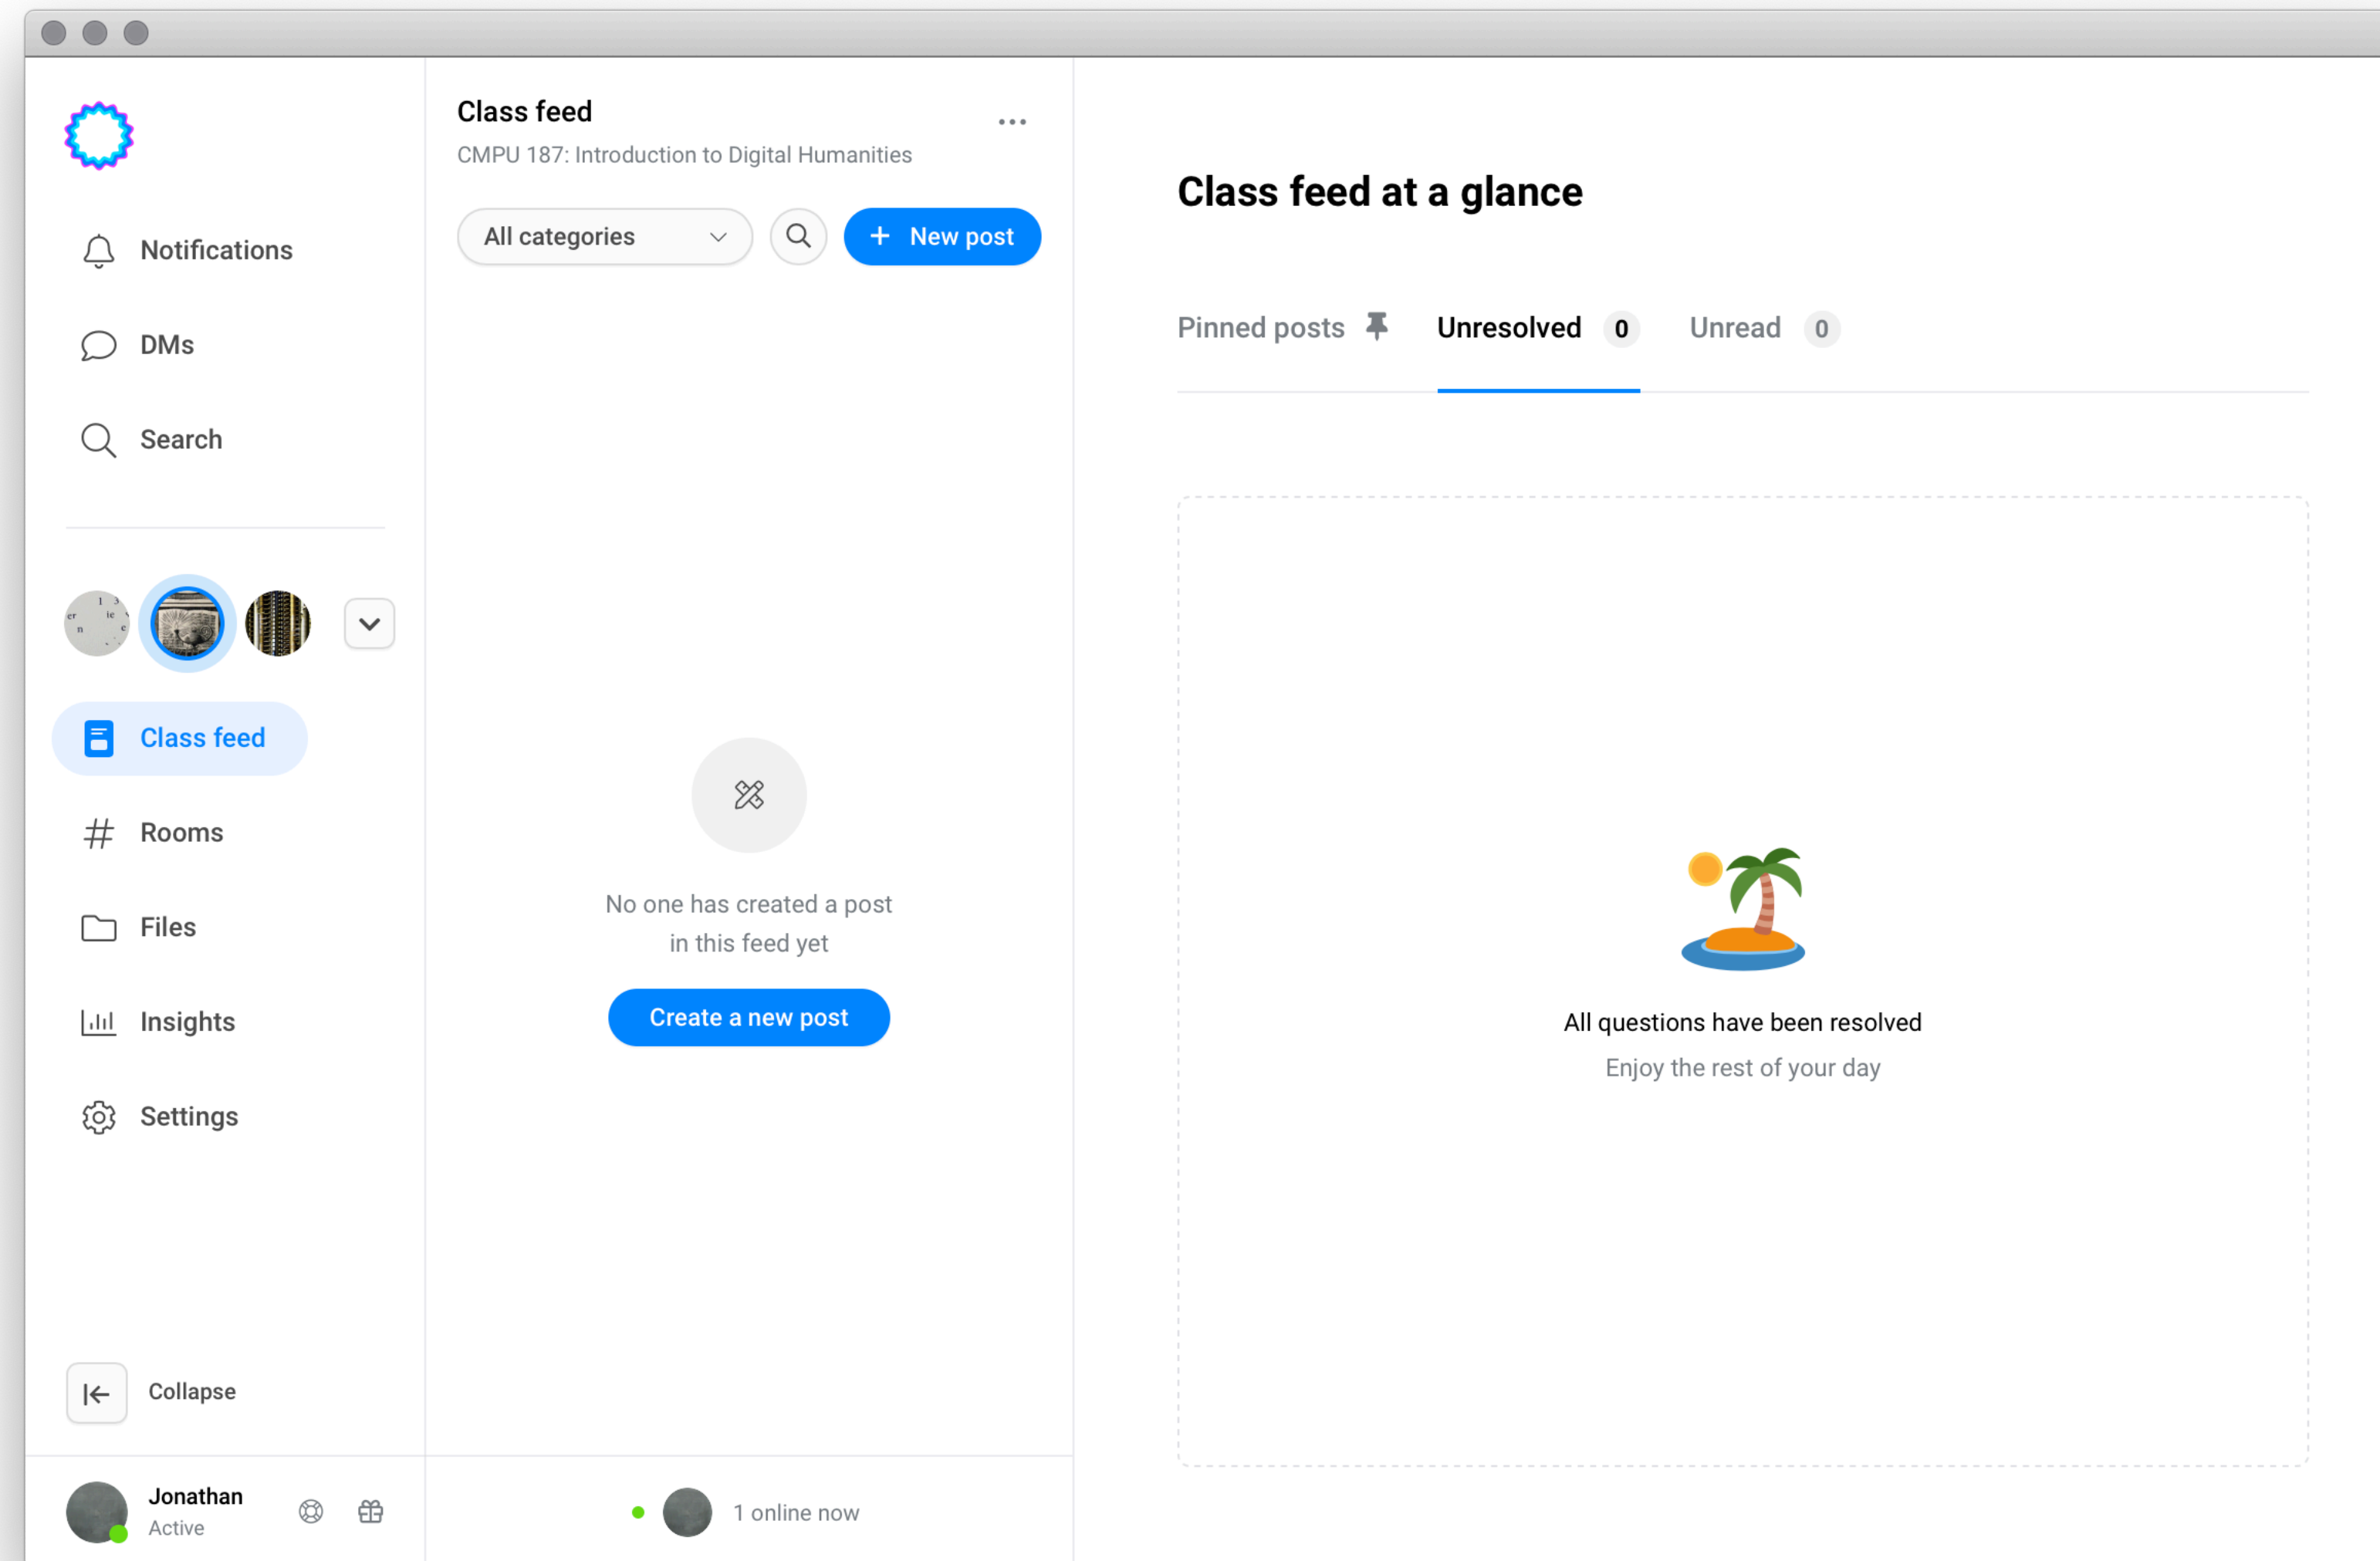 Notifications
DMs
Search
Class feed
Rooms
Files
Insights
Settings
Collapse
Jonathan
Active
Class feed
CMPU 187: Introduction to Digital Humanities
All categories
+ New post
No one has created a post
in this feed yet
Create a new post
1 online now
Class feed at a glance
Pinned posts
Unresolved 0
Unread 0
All questions have been resolved
Enjoy the rest of your day